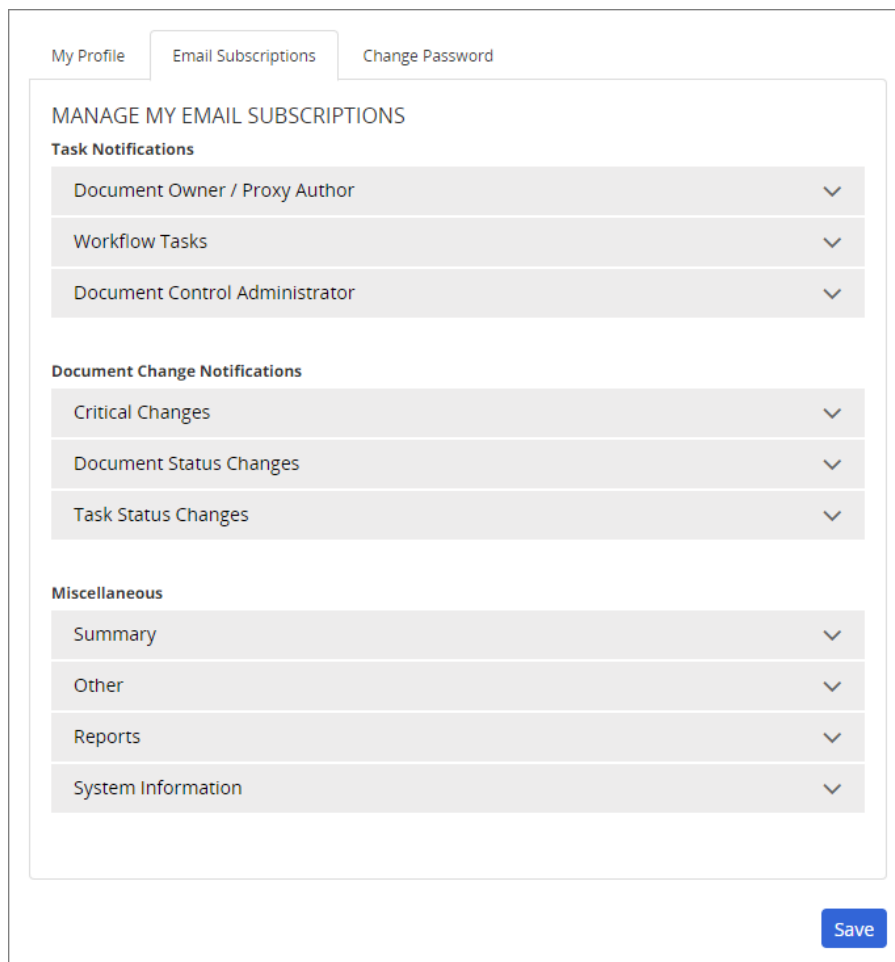 My Profile Email Subscriptions Change Password
MANAGE MY EMAIL SUBSCRIPTIONS
Task Notifications
Document Owner / Proxy Author
Workflow Tasks
Document Control Administrator
Document Change Notifications
Critical Changes
Document Status Changes
Task Status Changes
Miscellaneous
Summary
Other
Reports
System Information
Save